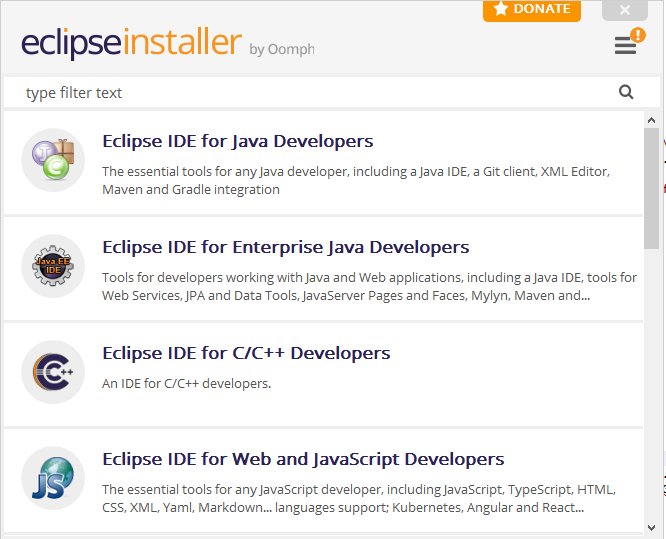 DONATE
eclipseinstaller by Oomph
type filter text
Eclipse IDE for Java Developers
The essential tools for any Java developer, including a Java IDE, a Git client, XML Editor,
Maven and Gradle integration
Java EE
IDE
Eclipse IDE for Enterprise Java Developers
Tools for developers working with Java and Web applications, including a Java IDE, tools for
Web Services, JPA and Data Tools, JavaServer Pages and Faces, Mylyn, Maven and...
C++
Eclipse IDE for C/C++ Developers
An IDE for C/C++ developers.
JS
Eclipse IDE for Web and JavaScript Developers
The essential tools for any JavaScript developer, including JavaScript, TypeScript, HTML,
CSS, XML, Yaml, Markdown... languages support; Kubernetes, Angular and React...